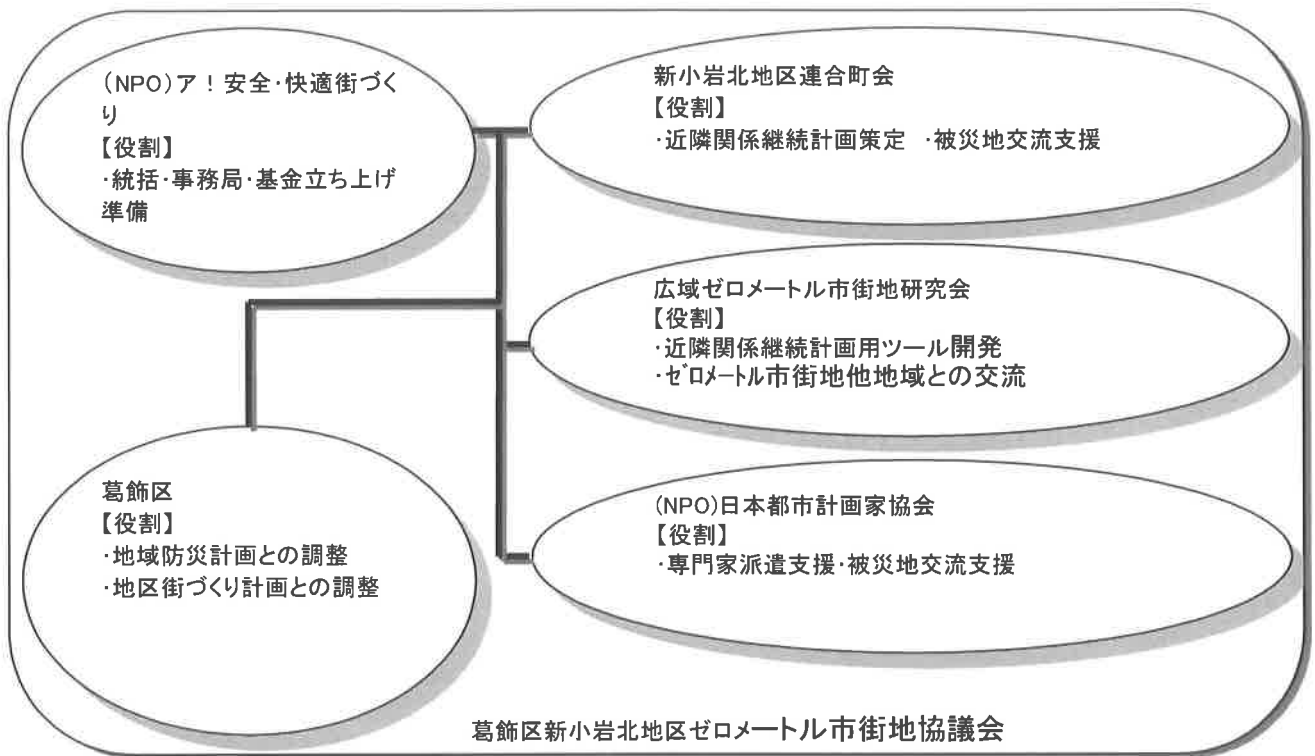 (NPO)ア！安全・快適街づく
り
【役割】
・統括・事務局・基金立ち上げ
準備
新小岩北地区連合町会
【役割】
・近隣関係継続計画策定　・被災地交流支援
広域ゼロメートル市街地研究会
【役割】
・近隣関係継続計画用ツール開発
・ｾﾞﾛﾒｰﾄﾙ市街地他地域との交流
葛飾区
【役割】
・地域防災計画との調整
・地区街づくり計画との調整
(NPO)日本都市計画家協会
【役割】
・専門家派遣支援・被災地交流支援
葛飾区新小岩北地区ゼロメートル市街地協議会